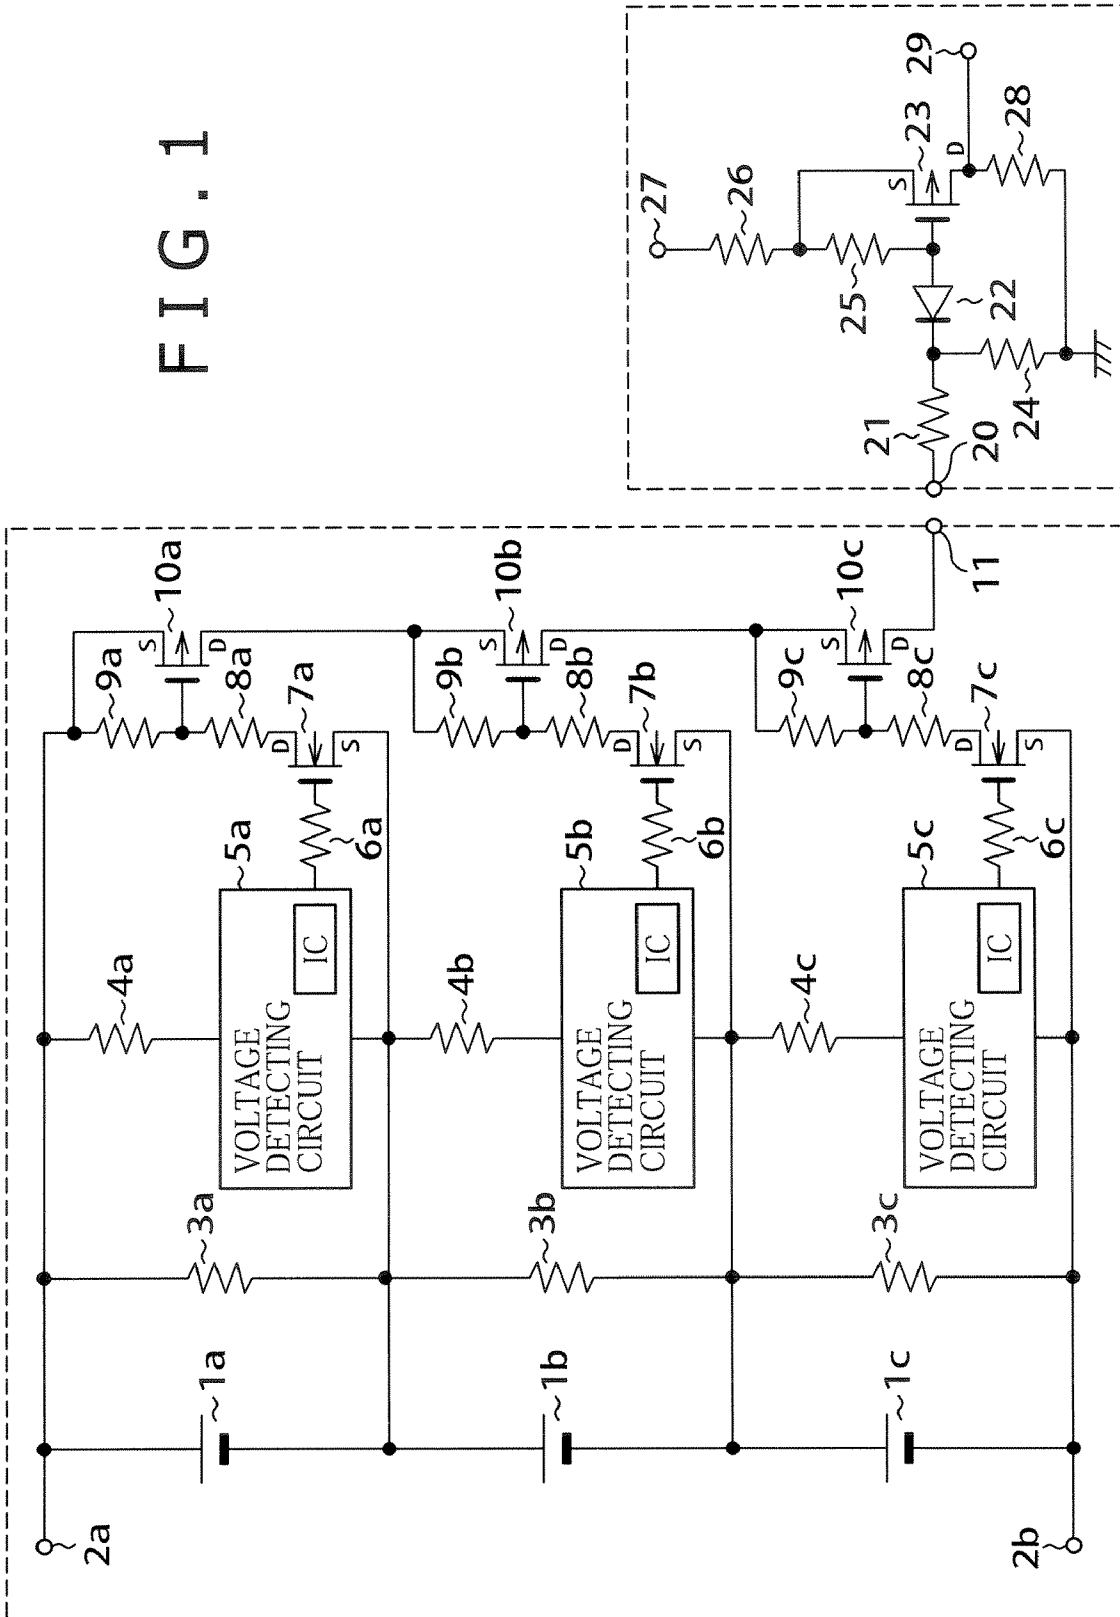 FIG. 1
2a
1a
3a
4a
VOLTAGE
DETECTING
CIRCUIT
IC
5a
6a
7a
D
S
8a
9a
10a
S
D
1b
3b
4b
VOLTAGE
DETECTING
CIRCUIT
IC
5b
6b
7b
D
S
8b
9b
10b
S
D
2b
1c
3c
4c
VOLTAGE
DETECTING
CIRCUIT
IC
5c
6c
7c
D
S
8c
9c
10c
S
D
11
20
21
24
22
25
26
27
S
23
D
28
29